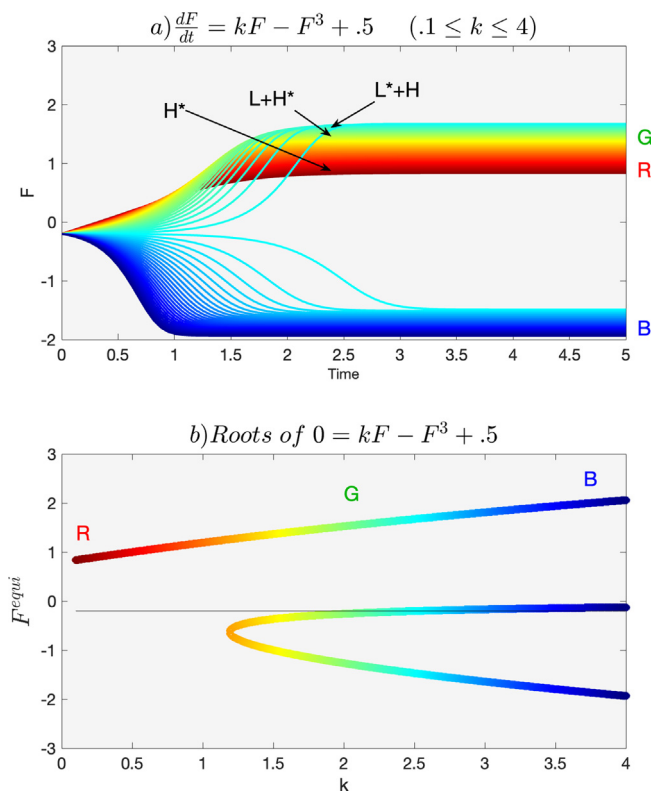 a) dF/dt = kF − F³ + .5 (.1 ≤ k ≤ 4)
2
1
0
-1
-2
F
H*
L+H*
L*+H
G
R
B
0
0.5
1
1.5
2
2.5
3
3.5
4
4.5
5
Time
b)Roots of 0 = kF − F³ + .5
3
2
1
0
-1
-2
-3
F^equi
R
G
B
0
0.5
1
1.5
2
2.5
3
3.5
4
k